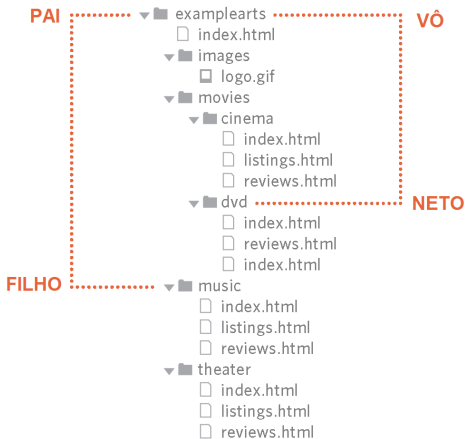 PAI
examplearts
VÔ
index.html
images
logo.gif
movies
cinema
index.html
listings.html
reviews.html
dvd
NETO
index.html
reviews.html
index.html
FILHO
music
index.html
listings.html
reviews.html
theater
index.html
listings.html
reviews.html